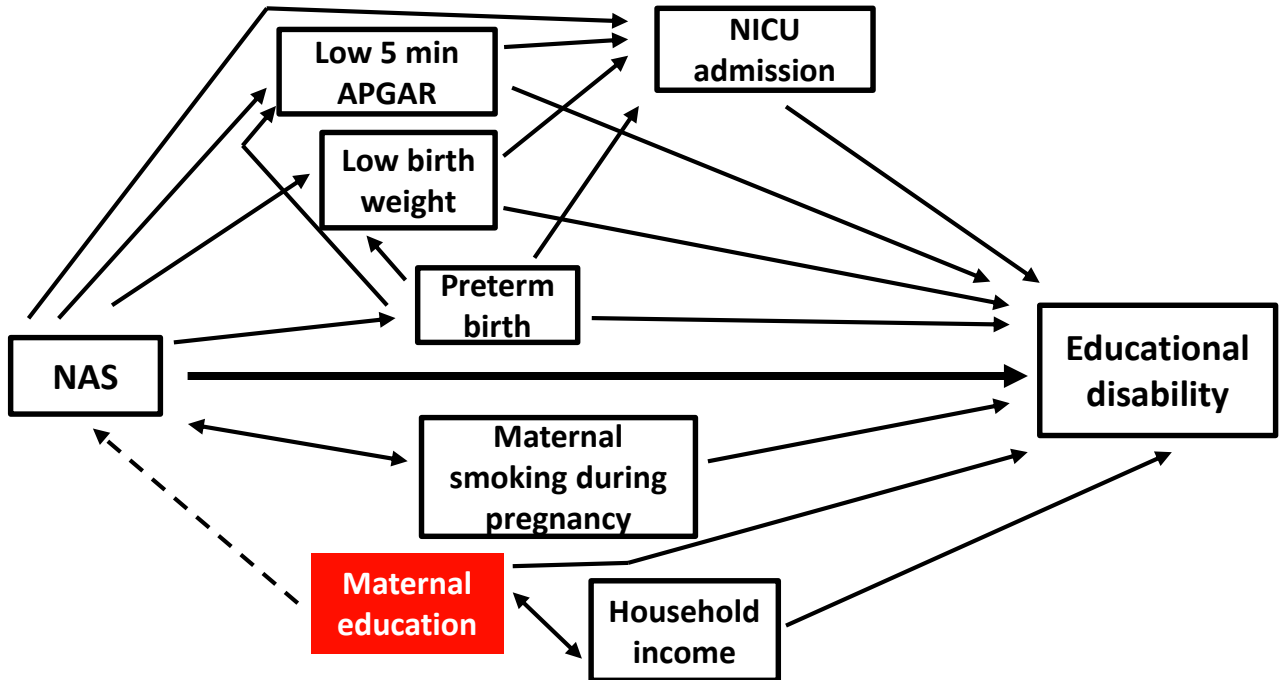 Low 5 min
APGAR
NICU
admission
Low birth
weight
Preterm
birth
NAS
Educational
disability
Maternal
smoking during
pregnancy
Maternal
education
Household
income